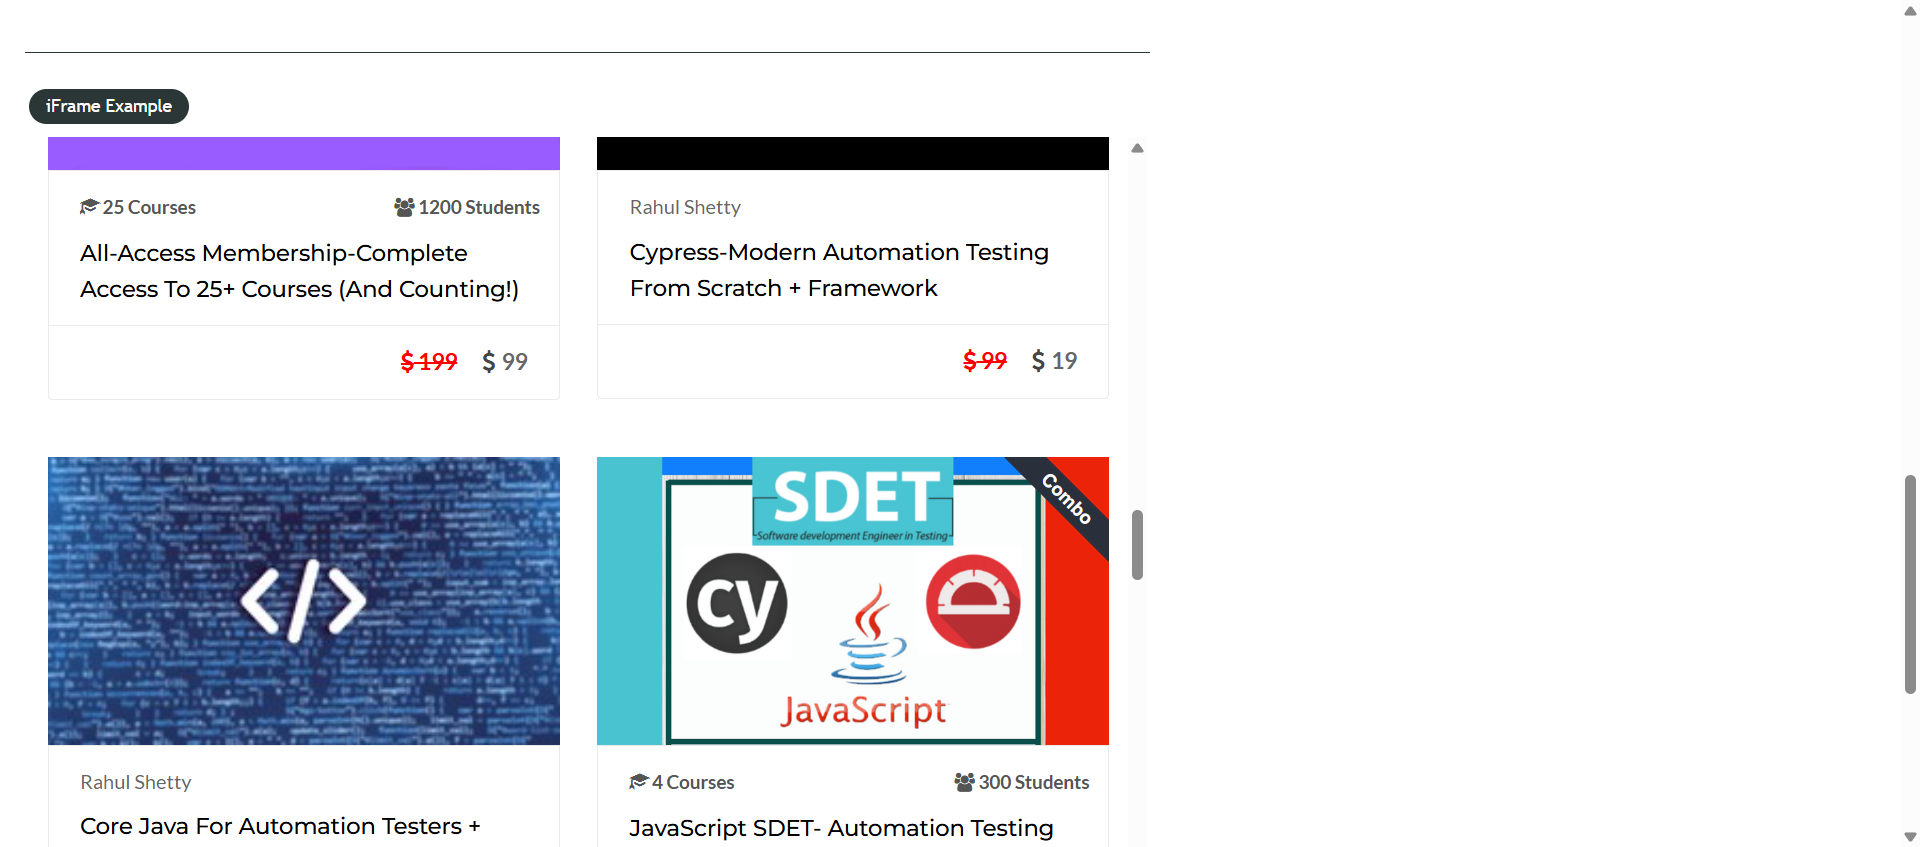 iFrame Example
25 Courses
1200 Students
All-Access Membership-Complete
Access To 25+ Courses (And Counting!)
$ 199 $ 99
Rahul Shetty
Cypress-Modern Automation Testing
From Scratch + Framework
$ 99 $ 19
</>
Rahul Shetty
Core Java For Automation Testers +
Combo
SDET
-Software development Engineer in Testing-
cy
JavaScript
4 Courses
300 Students
JavaScript SDET- Automation Testing